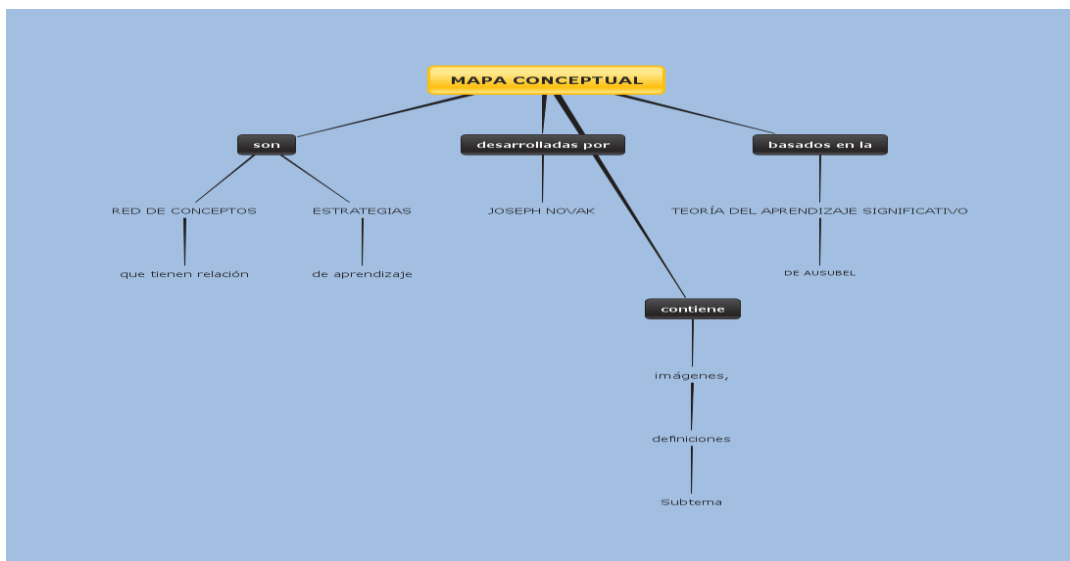 MAPA CONCEPTUAL
son
desarrolladas por
basados en la
RED DE CONCEPTOS
ESTRATEGIAS
JOSEPH NOVAK
TEORÍA DEL APRENDIZAJE SIGNIFICATIVO
que tienen relación
de aprendizaje
DE AUSUBEL
contiene
imágenes,
definiciones
Subtema